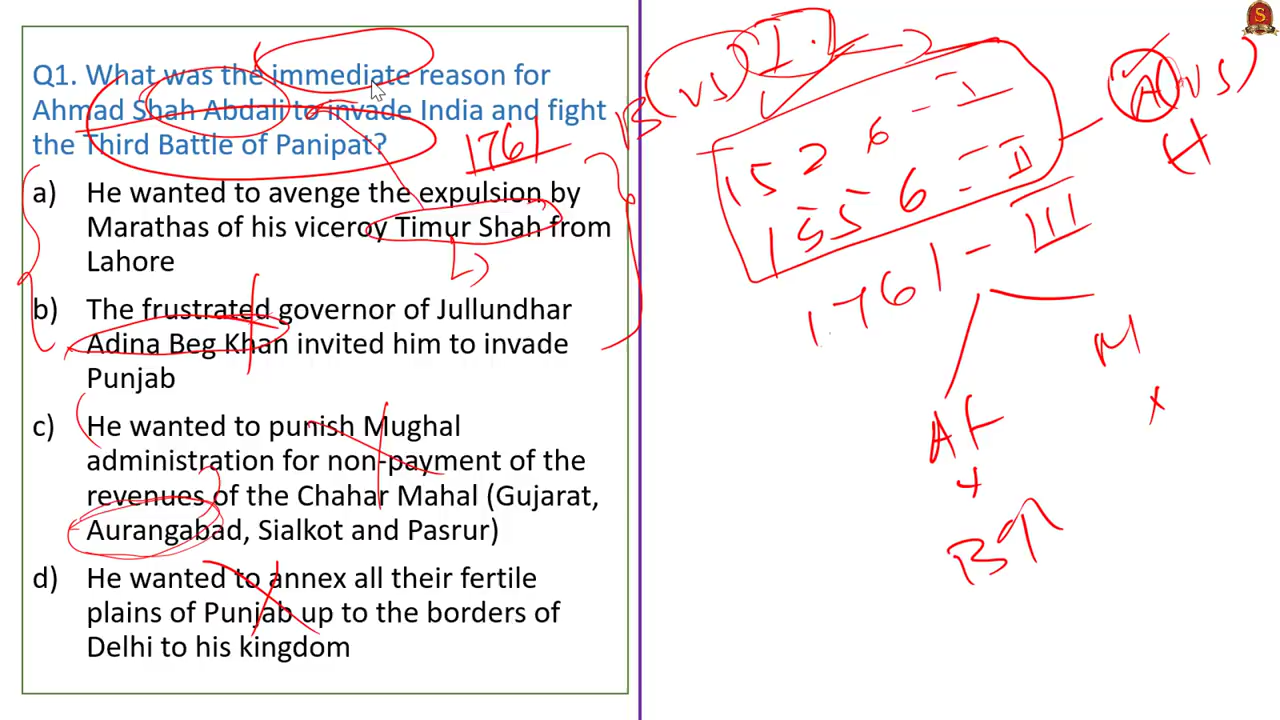 Q1. What was the immediate reason for
Ahmad Shah Abdali to invade India and fight
the Third Battle of Panipat?
1761
a) He wanted to avenge the expulsion by
Marathas of his viceroy Timur Shah from
Lahore
b) The frustrated governor of Jullundhar
Adina Beg Khan invited him to invade
Punjab
c) He wanted to punish Mughal
administration for non-payment of the
revenues of the Chahar Mahal (Gujarat,
Aurangabad, Sialkot and Pasrur)
d) He wanted to annex all their fertile
plains of Punjab up to the borders of
Delhi to his kingdom
VS I
A VS
H
1526 - I
1556 = II
1761 - III
M
S